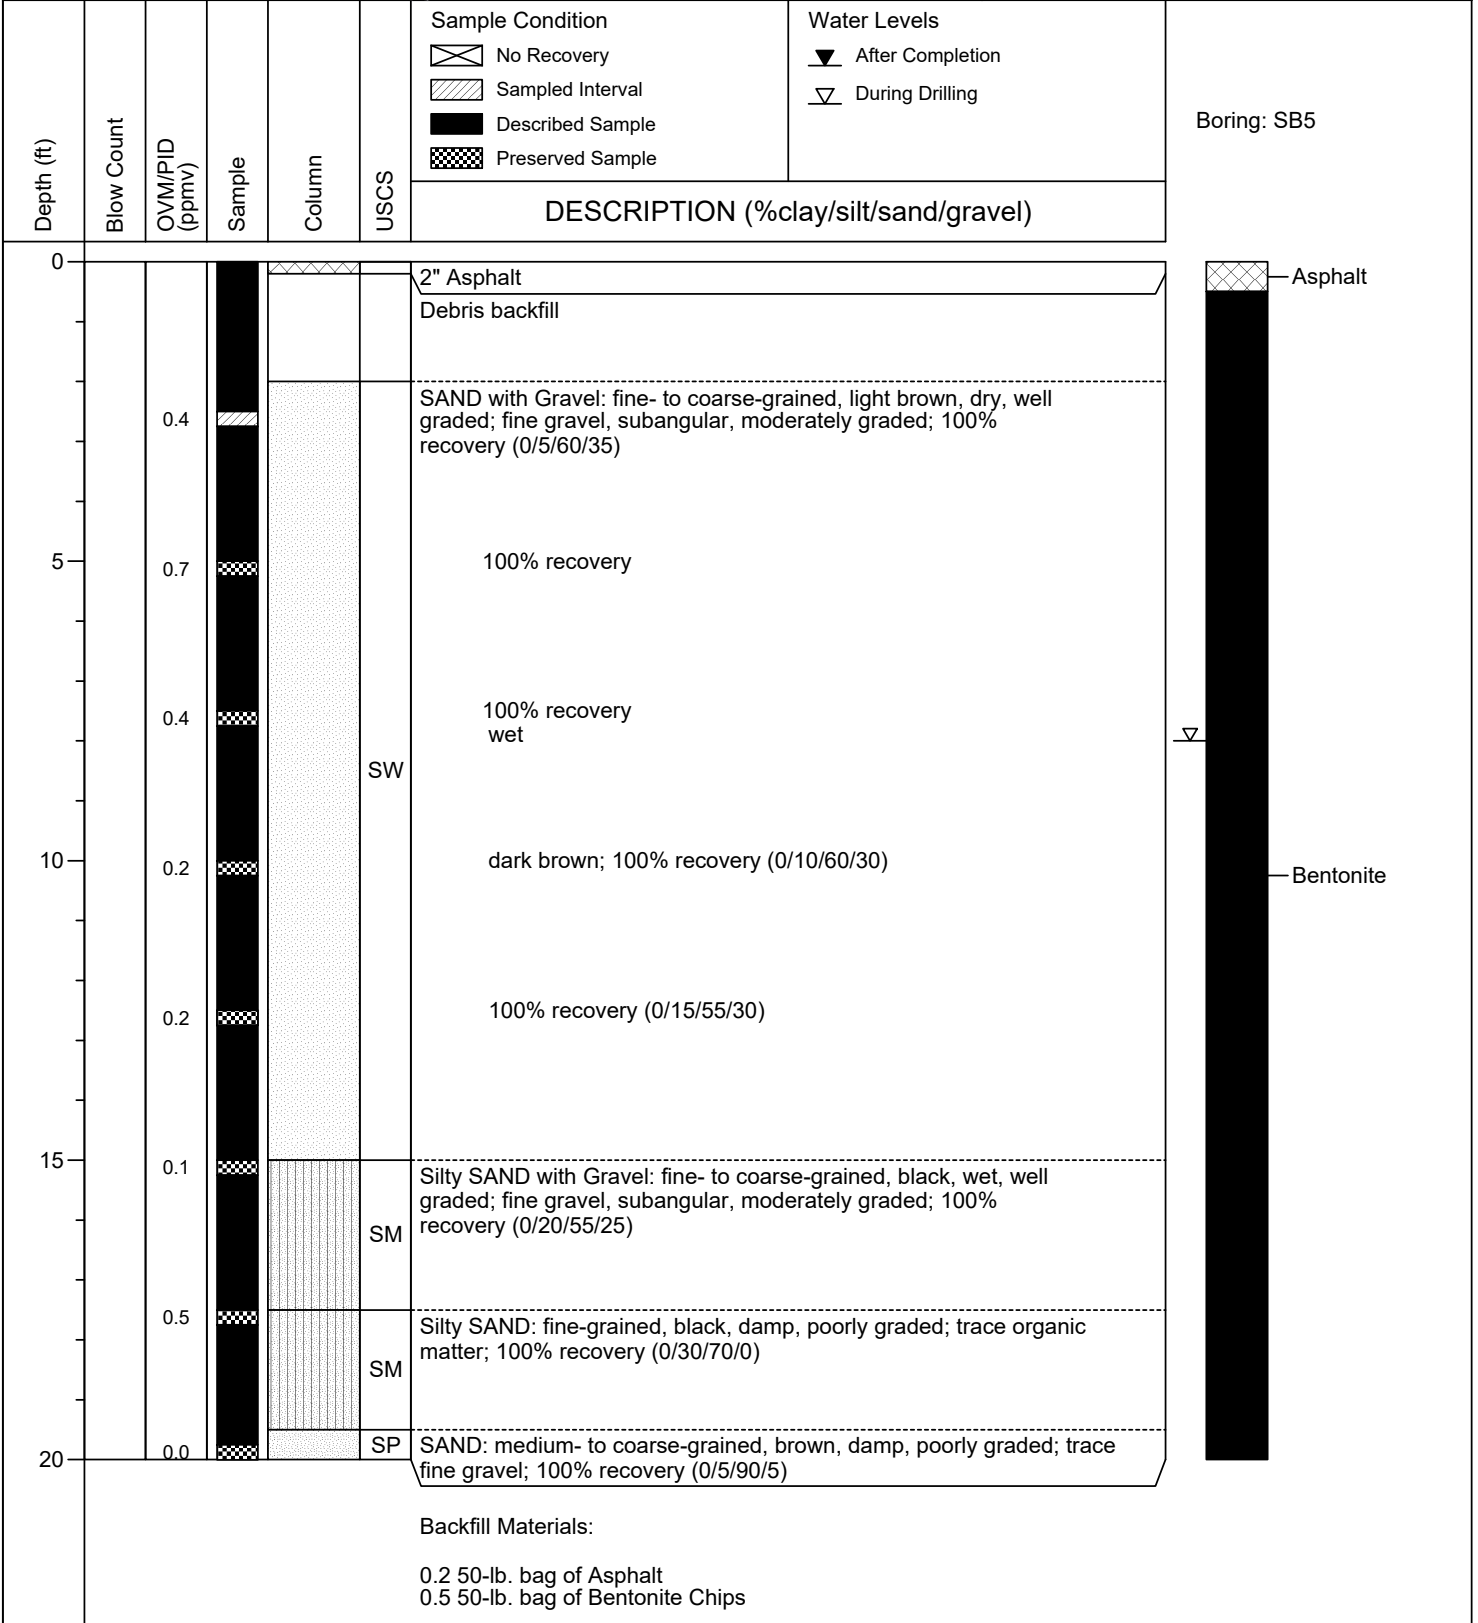 Sample Condition
No Recovery
Sampled Interval
Described Sample
Preserved Sample
Water Levels
After Completion
During Drilling
Boring: SB5
Depth (ft)
Blow Count
OVM/PID
(ppmv)
Sample
Column
USCS
DESCRIPTION (%clay/silt/sand/gravel)
0
2" Asphalt
Asphalt
Debris backfill
SAND with Gravel: fine- to coarse-grained, light brown, dry, well
graded; fine gravel, subangular, moderately graded; 100%
recovery (0/5/60/35)
0.4
5
0.7
100% recovery
0.4
100% recovery
wet
SW
10
0.2
dark brown; 100% recovery (0/10/60/30)
Bentonite
0.2
100% recovery (0/15/55/30)
15
0.1
Silty SAND with Gravel: fine- to coarse-grained, black, wet, well
graded; fine gravel, subangular, moderately graded; 100%
recovery (0/20/55/25)
SM
0.5
Silty SAND: fine-grained, black, damp, poorly graded; trace organic
matter; 100% recovery (0/30/70/0)
SM
SP
SAND: medium- to coarse-grained, brown, damp, poorly graded; trace
fine gravel; 100% recovery (0/5/90/5)
20
0.0
Backfill Materials:
0.2 50-lb. bag of Asphalt
0.5 50-lb. bag of Bentonite Chips